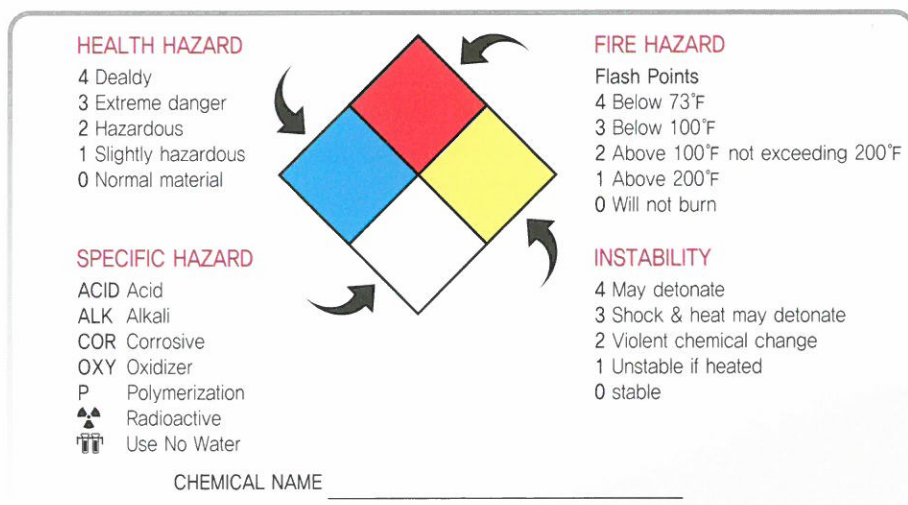 HEALTH HAZARD
4 Dealdy
3 Extreme danger
2 Hazardous
1 Slightly hazardous
0 Normal material
FIRE HAZARD
Flash Points
4 Below 73°F
3 Below 100°F
2 Above 100°F not exceeding 200°F
1 Above 200°F
0 Will not burn
SPECIFIC HAZARD
ACID Acid
ALK Alkali
COR Corrosive
OXY Oxidizer
P Polymerization
Radioactive
Use No Water
INSTABILITY
4 May detonate
3 Shock & heat may detonate
2 Violent chemical change
1 Unstable if heated
0 stable
CHEMICAL NAME